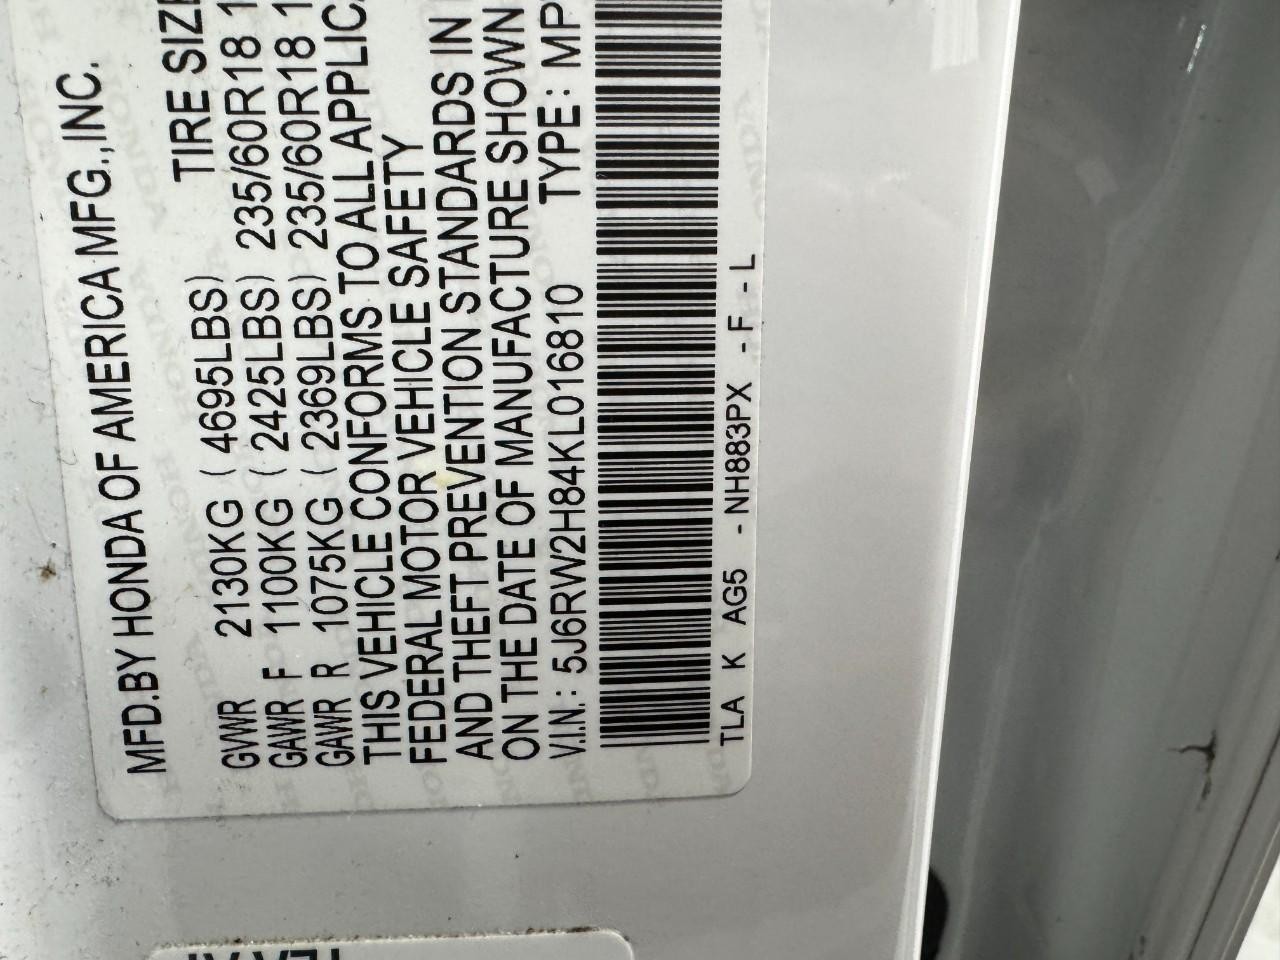 MFD.BY HONDA OF AMERICA MFG.,INC.
TIRE SIZE
GVWR 2130KG ( 4695LBS)
GAWR F 1100KG ( 2425LBS) 235/60R18 1
GAWR R 1075KG ( 2369LBS) 235/60R18 1
THIS VEHICLE CONFORMS TO ALL APPLIC
FEDERAL MOTOR VEHICLE SAFETY
AND THEFT PREVENTION STANDARDS IN
ON THE DATE OF MANUFACTURE SHOWN
V.I.N.: 5J6RW2H84KL016810 TYPE: MP
TLA K AG5 - NH883PX - F - L